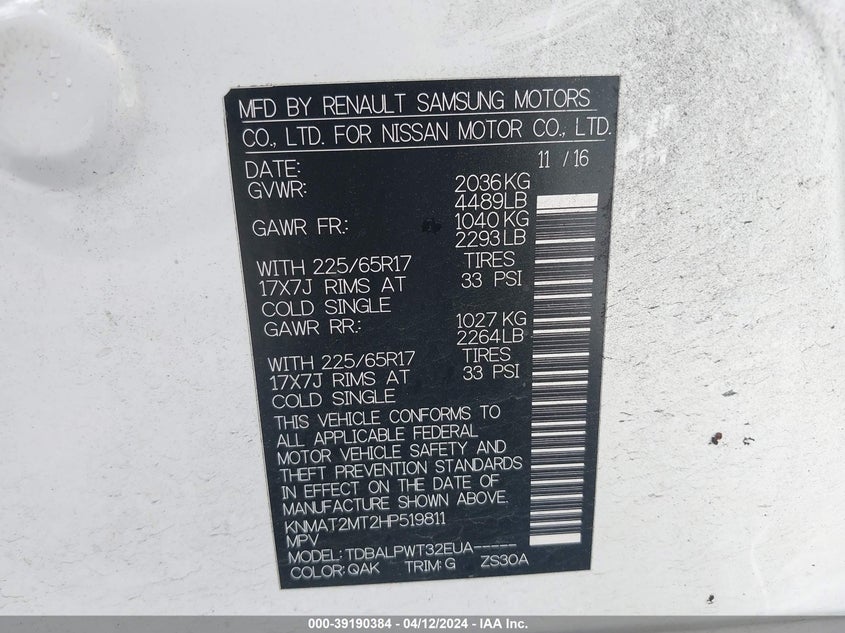 MFD BY RENAULT SAMSUNG MOTORS
CO., LTD. FOR NISSAN MOTOR CO., LTD.
DATE: 11 / 16
GVWR: 2036 KG
4489LB
GAWR FR.: 1040 KG
2293 LB
WITH 225/65R17 TIRES
17X7J RIMS AT 33 PSI
COLD SINGLE
GAWR RR.: 1027 KG
2264LB
WITH 225/65R17 TIRES
17X7J RIMS AT 33 PSI
COLD SINGLE
THIS VEHICLE CONFORMS TO
ALL APPLICABLE FEDERAL
MOTOR VEHICLE SAFETY AND
THEFT PREVENTION STANDARDS
IN EFFECT ON THE DATE OF
MANUFACTURE SHOWN ABOVE.
KNMAT2MT2HP519811
MPV
MODEL: TDBALPWT32EUA-----
COLOR: QAK TRIM: G ZS30A
000-39190384 - 04/12/2024 - IAA Inc.